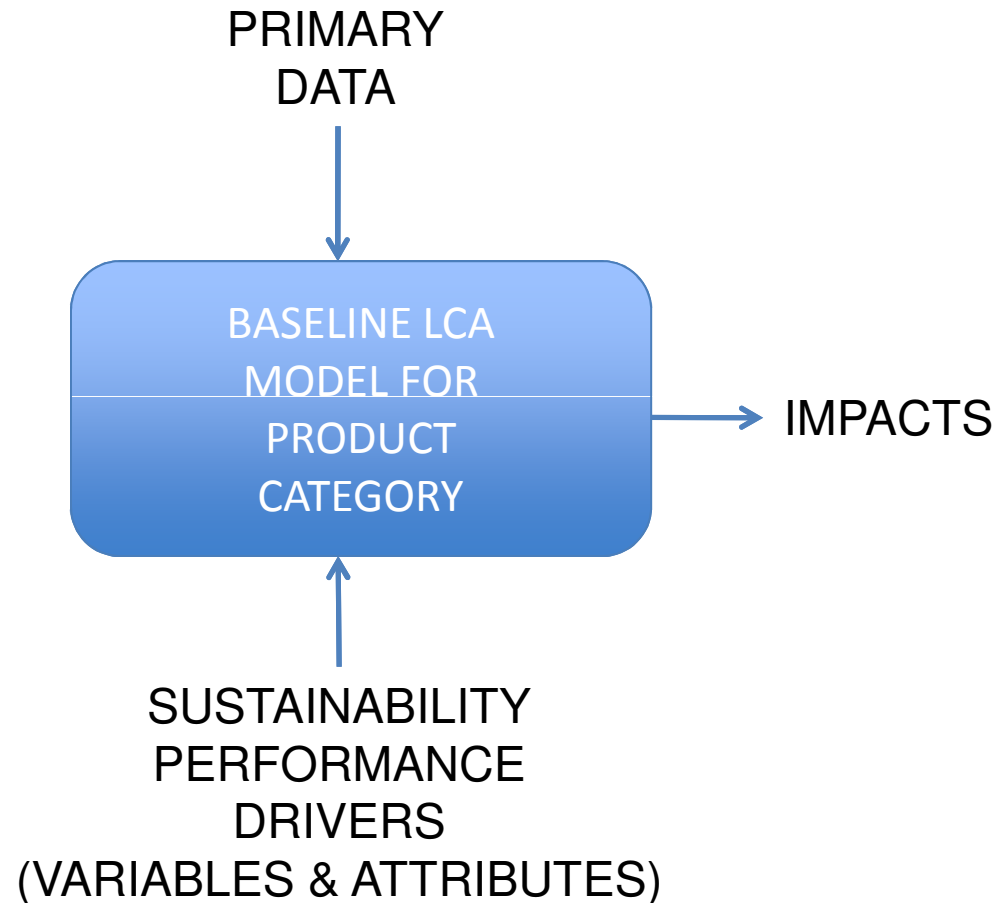 PRIMARY
DATA
BASELINE LCA
MODEL FOR
PRODUCT
CATEGORY
IMPACTS
SUSTAINABILITY
PERFORMANCE
DRIVERS
(VARIABLES & ATTRIBUTES)